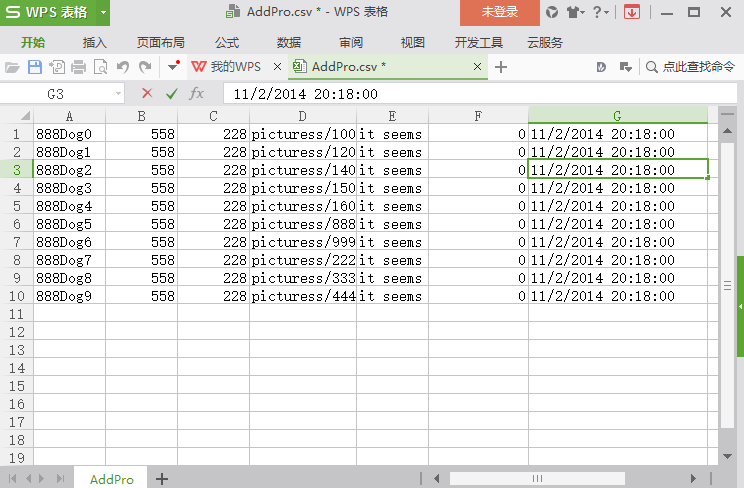 S WPS 表格
AddPro.csv * - WPS 表格
未登录
开始 插入 页面布局 公式 数据 审阅 视图 开发工具 云服务
我的WPS AddPro.csv * 点此查找命令
G3 fx 11/2/2014 20:18:00
A B C D E F G
1 888Dog0 558 228 picturess/100 it seems 0 11/2/2014 20:18:00
2 888Dog1 558 228 picturess/120 it seems 0 11/2/2014 20:18:00
3 888Dog2 558 228 picturess/140 it seems 0 11/2/2014 20:18:00
4 888Dog3 558 228 picturess/150 it seems 0 11/2/2014 20:18:00
5 888Dog4 558 228 picturess/160 it seems 0 11/2/2014 20:18:00
6 888Dog5 558 228 picturess/888 it seems 0 11/2/2014 20:18:00
7 888Dog6 558 228 picturess/999 it seems 0 11/2/2014 20:18:00
8 888Dog7 558 228 picturess/222 it seems 0 11/2/2014 20:18:00
9 888Dog8 558 228 picturess/333 it seems 0 11/2/2014 20:18:00
10 888Dog9 558 228 picturess/444 it seems 0 11/2/2014 20:18:00
11
12
13
14
15
16
17
18
19
AddPro